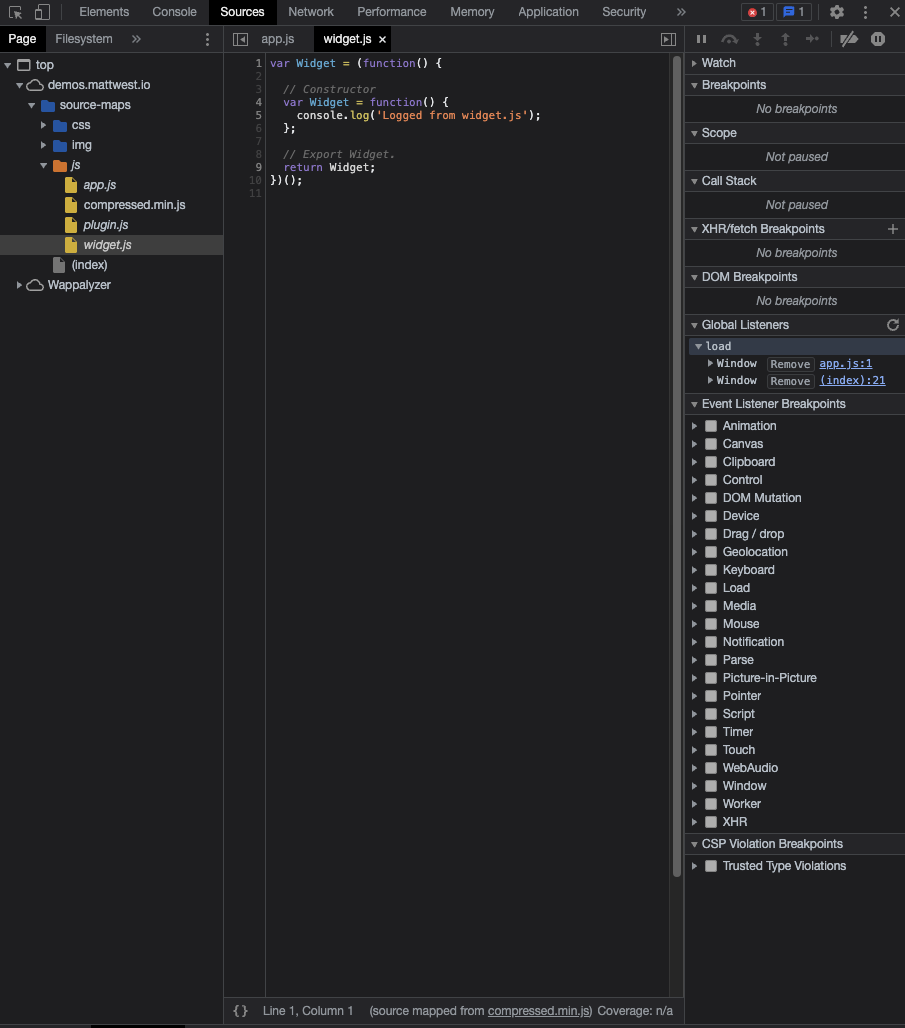 Elements Console Sources Network Performance Memory Application Security » 1 1
Page Filesystem »
top
demos.mattwest.io
source-maps
css
img
js
app.js
compressed.min.js
plugin.js
widget.js
(index)
Wappalyzer
app.js widget.js ×
1 var Widget = (function() {
2
3 // Constructor
4 var Widget = function() {
5 console.log('Logged from widget.js');
6 };
7
8 // Export Widget.
9 return Widget;
10 })();
11
{} Line 1, Column 1 (source mapped from compressed.min.js) Coverage: n/a
Watch
Breakpoints
No breakpoints
Scope
Not paused
Call Stack
Not paused
XHR/fetch Breakpoints +
No breakpoints
DOM Breakpoints
No breakpoints
Global Listeners
load
Window Remove app.js:1
Window Remove (index):21
Event Listener Breakpoints
Animation
Canvas
Clipboard
Control
DOM Mutation
Device
Drag / drop
Geolocation
Keyboard
Load
Media
Mouse
Notification
Parse
Picture-in-Picture
Pointer
Script
Timer
Touch
WebAudio
Window
Worker
XHR
CSP Violation Breakpoints
Trusted Type Violations